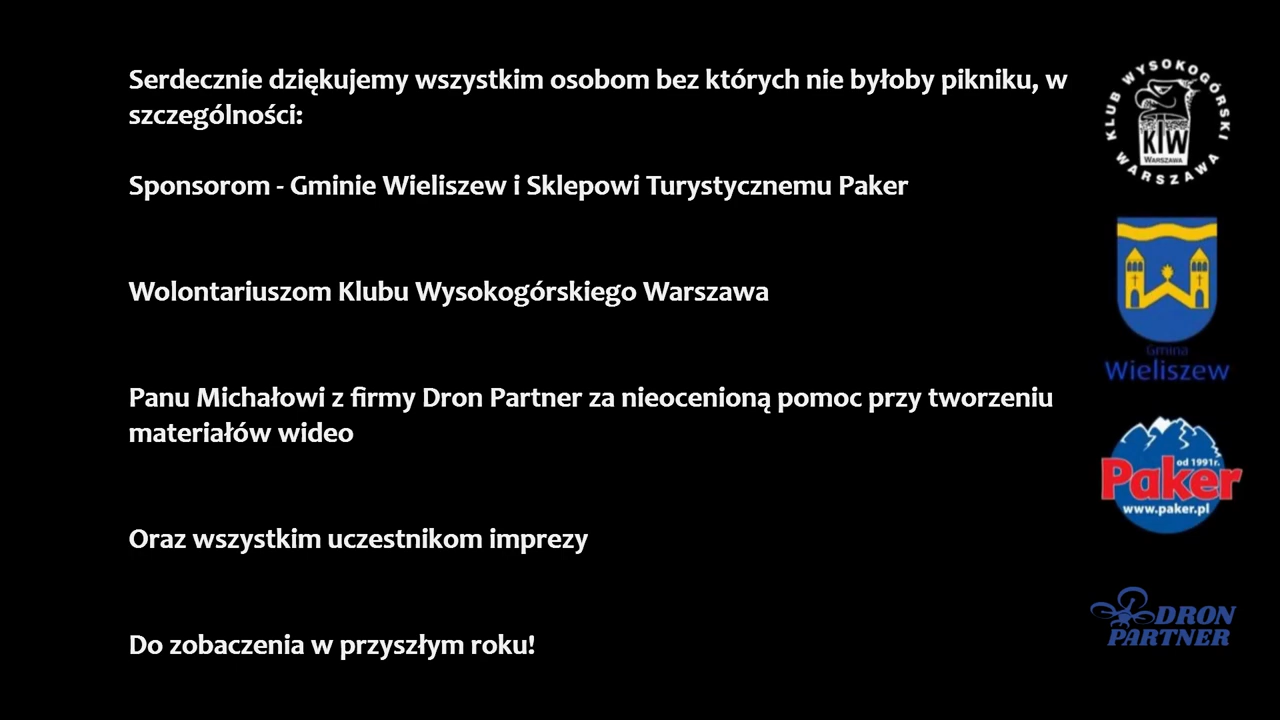 Serdecznie dziękujemy wszystkim osobom bez których nie byłoby pikniku, w
szczególności:
Sponsorom - Gminie Wieliszew i Sklepowi Turystycznemu Paker
Wolontariuszom Klubu Wysokogórskiego Warszawa
Panu Michałowi z firmy Dron Partner za nieocenioną pomoc przy tworzeniu
materiałów wideo
Oraz wszystkim uczestnikom imprezy
Do zobaczenia w przyszłym roku!
KLUB WYSOKOGÓRSKI
WARSZAWA
KTW
WARSZAWA
Gmina
Wieliszew
od 1991r.
Paker
www.paker.pl
DRON
PARTNER